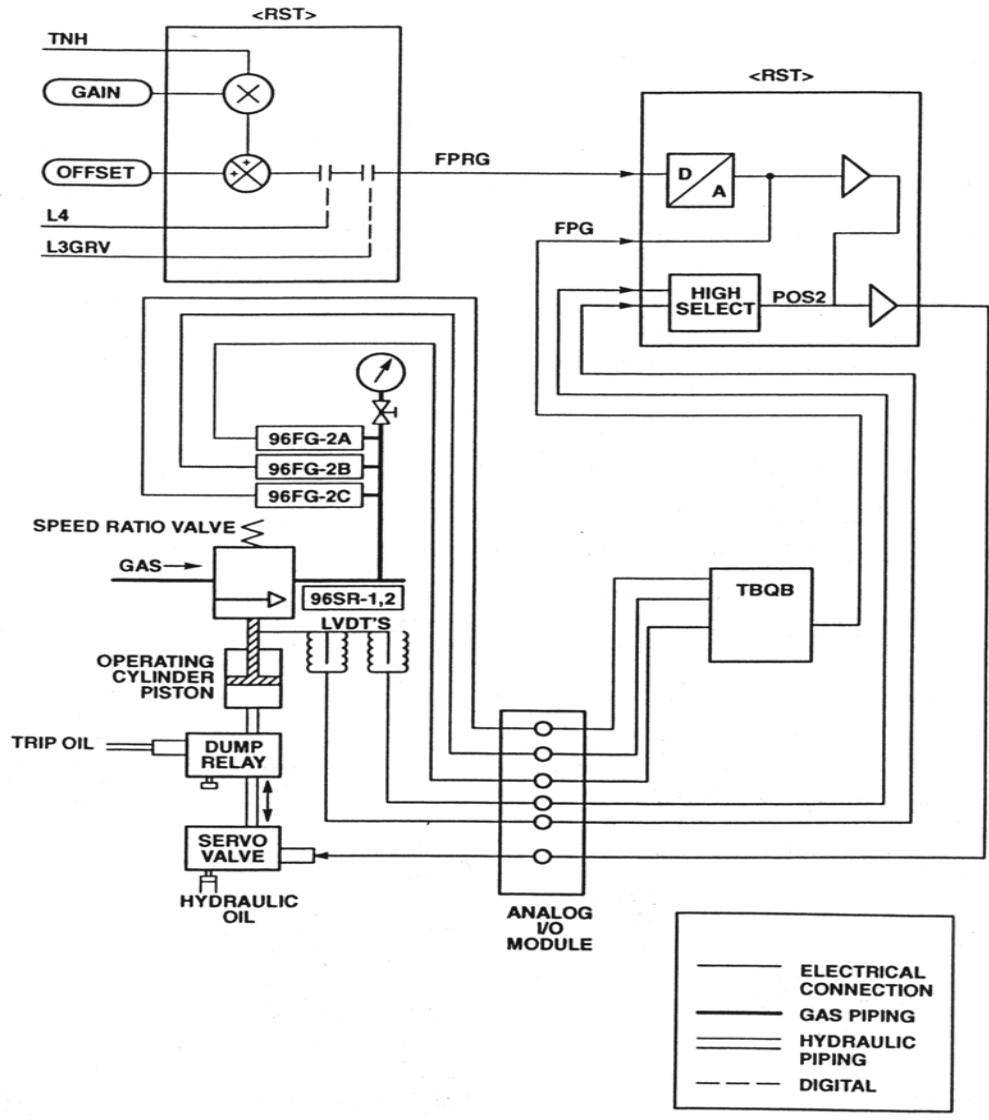 <RST>
TNH
GAIN
OFFSET
L4
L3GRV
FPRG
<RST>
D
A
FPG
HIGH
SELECT
POS2
96FG-2A
96FG-2B
96FG-2C
SPEED RATIO VALVE
GAS
96SR-1,2
LVDT'S
TBQB
OPERATING
CYLINDER
PISTON
TRIP OIL
DUMP
RELAY
SERVO
VALVE
HYDRAULIC
OIL
ANALOG
I/O
MODULE
ELECTRICAL
CONNECTION
GAS PIPING
HYDRAULIC
PIPING
DIGITAL